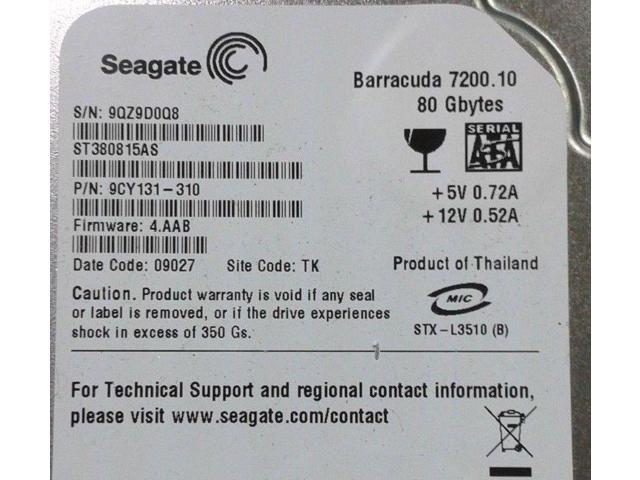 Seagate
Barracuda 7200.10
80 Gbytes
S/N: 9QZ9D0Q8
ST380815AS
P/N: 9CY131-310
Firmware: 4.AAB
Date Code: 09027 Site Code: TK
SERIAL
ATA
+5V 0.72A
+12V 0.52A
Product of Thailand
MIC
STX-L3510 (B)
Caution. Product warranty is void if any seal
or label is removed, or if the drive experiences
shock in excess of 350 Gs.
For Technical Support and regional contact information,
please visit www.seagate.com/contact